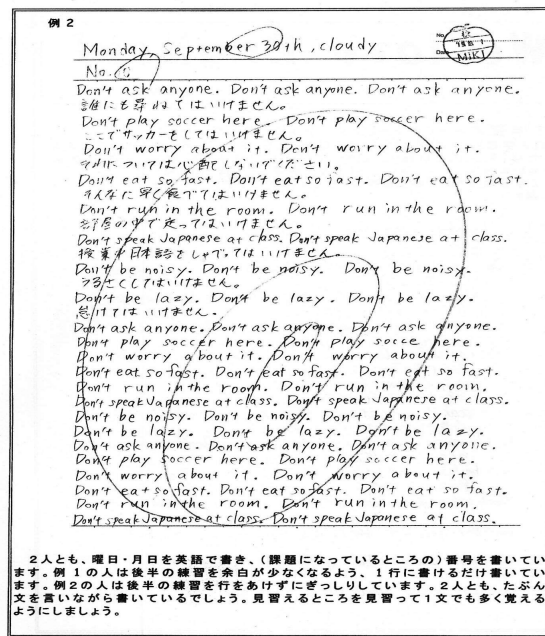 例2
Monday, September 30th, cloudy
No.
Date
MIKI
No.
Don't ask anyone. Don't ask anyone. Don't ask anyone.
誰にも尋ねてはいけません。
Don't play soccer here. Don't play soccer here.
ここでサッカーをしてはいけません。
Don't worry about it. Don't worry about it.
それについては心配しないでください。
Don't eat so fast. Don't eat so fast. Don't eat so fast.
そんなに早く食べてはいけません。
Don't run in the room. Don't run in the room.
部屋の中で走ってはいけません。
Don't speak Japanese at class. Don't speak Japanese at class.
授業中日本語をしゃべってはいけません。
Don't be noisy. Don't be noisy. Don't be noisy.
うるさくしてはいけません。
Don't be lazy. Don't be lazy. Don't be lazy.
怠けてはいけません。
Don't ask anyone. Don't ask anyone. Don't ask anyone.
Don't play soccer here. Don't play socce here.
Don't worry about it. Don't worry about it.
Don't eat so fast. Don't eat so fast. Don't eat so fast.
Don't run in the room. Don't run in the room.
Don't speak Japanese at class. Don't speak Japanese at class.
Don't be noisy. Don't be noisy. Don't be noisy.
Don't be lazy. Don't be lazy. Don't be lazy.
Don't ask anyone. Don't ask anyone. Don't ask anyone.
Don't play soccer here. Don't play soccer here.
Don't worry about it. Don't worry about it.
Don't eat so fast. Don't eat so fast. Don't eat so fast.
Don't run in the room. Don't run in the room.
Don't speak Japanese at class. Don't speak Japanese at class.
2人とも、曜日・月日を英語で書き、(課題になっているところの)番号を書いてい
ます。例1の人は後半の練習を余白が少なくなるよう、1行に書けるだけ書いてい
ます。例2の人は後半の練習を行をあけずにぎっしりしています。2人とも、たぶん
文を言いながら書いているでしょう。見習えるところを見習って1文でも多く覚える
ようにしましょう。